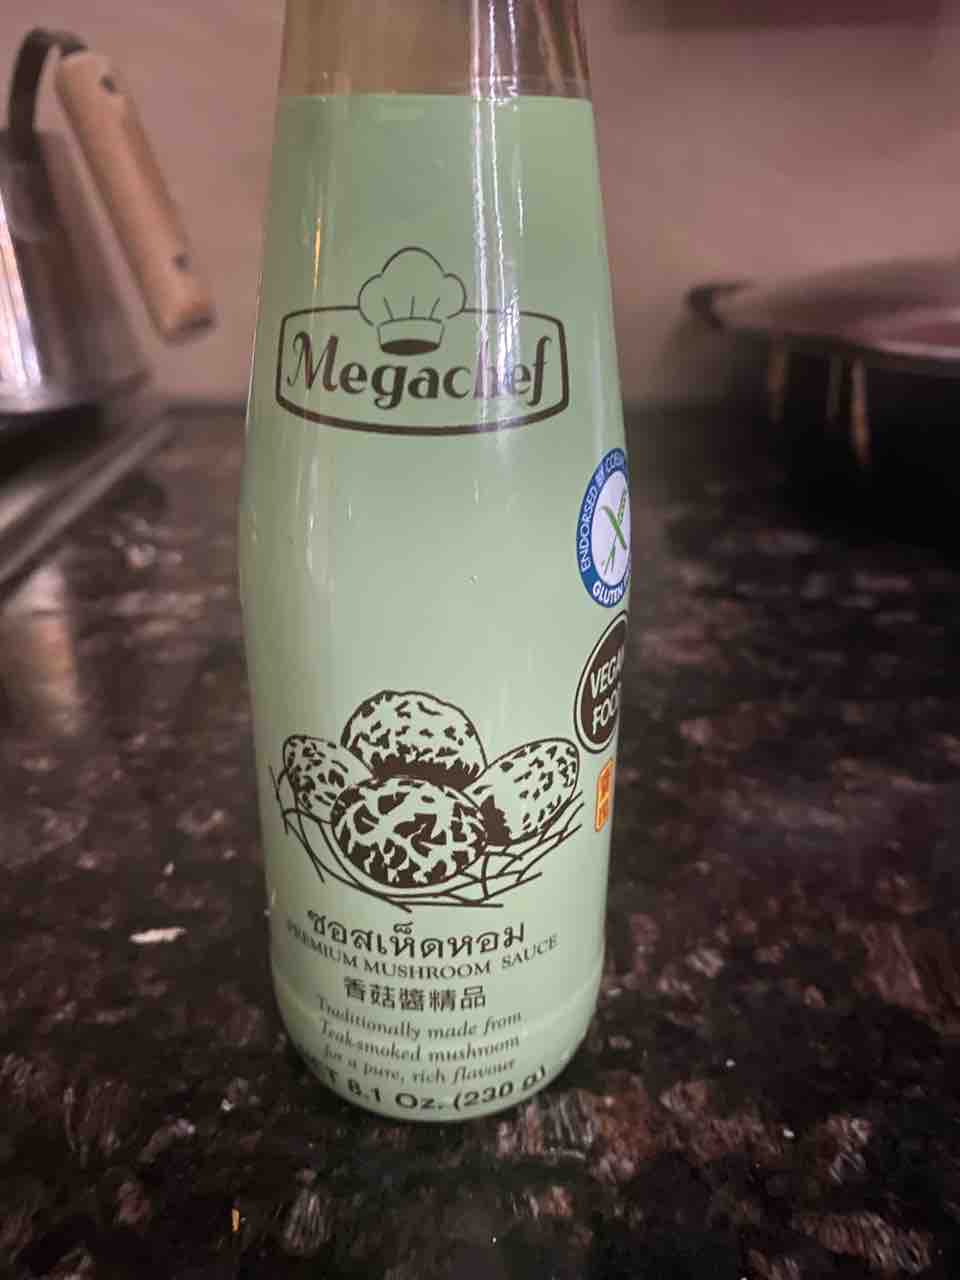 Megachef
ENDORSED BY
GLUTEN
VEGAN
FOOD
ซอสเห็ดหอม
PREMIUM MUSHROOM SAUCE
香菇醬精品
Traditionally made from
Teak-smoked mushroom
for a pure, rich flavour
8.1 Oz. (230 g)